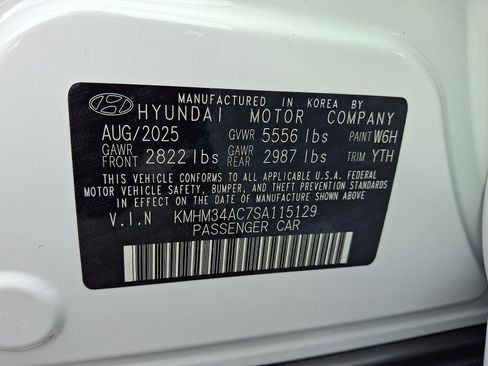 MANUFACTURED IN KOREA BY
HYUNDAI MOTOR COMPANY
AUG/2025 GVWR 5556 lbs PAINT W6H
GAWR FRONT 2822 lbs GAWR REAR 2987 lbs TRIM YTH
THIS VEHICLE CONFORMS TO ALL APPLICABLE U.S.A. FEDERAL
MOTOR VEHICLE SAFETY, BUMPER, AND THEFT PREVENTION
STANDARDS IN EFFECT ON THE DATE OF MANUFACTURE SHOWN ABOVE.
V.I.N KMHM34AC7SA115129
PASSENGER CAR